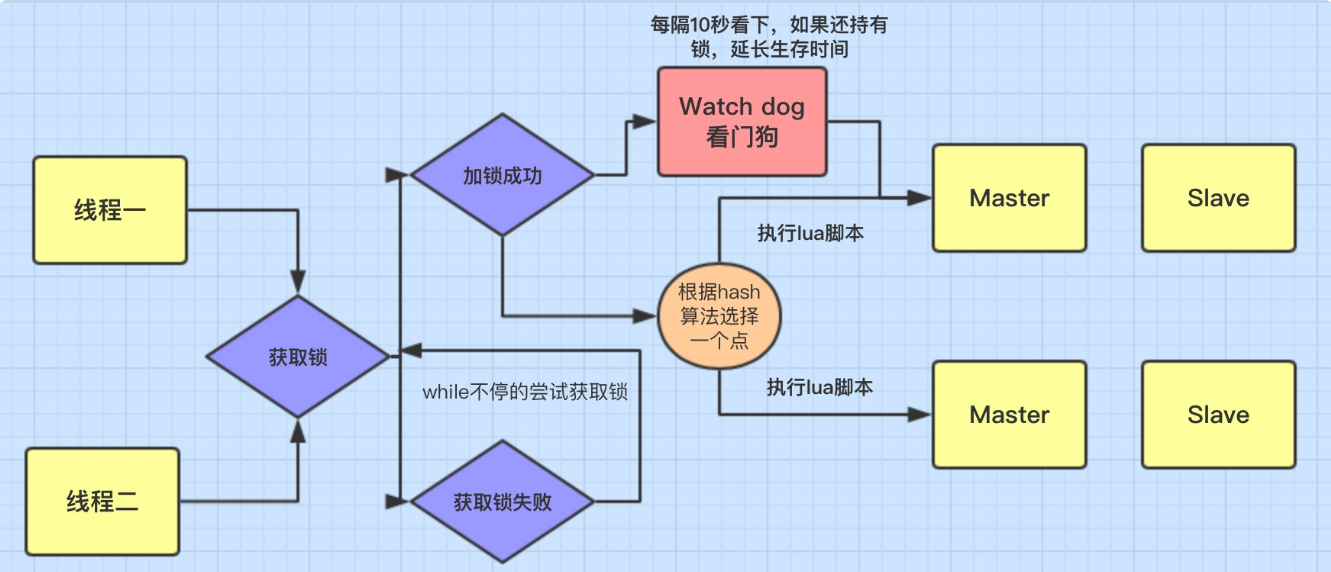 每隔10秒看下，如果还持有
锁，延长生存时间
Watch dog
看门狗
线程一
加锁成功
Master
Slave
执行lua脚本
根据hash
算法选择
一个点
获取锁
while不停的尝试获取锁
执行lua脚本
Master
Slave
线程二
获取锁失败